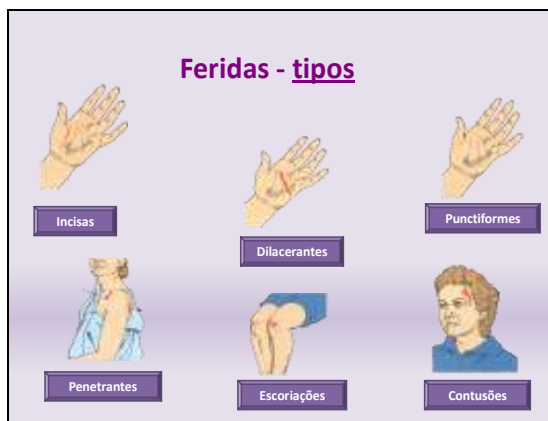 Feridas - tipos
Incisas
Dilacerantes
Punctiformes
Penetrantes
Escoriações
Contusões